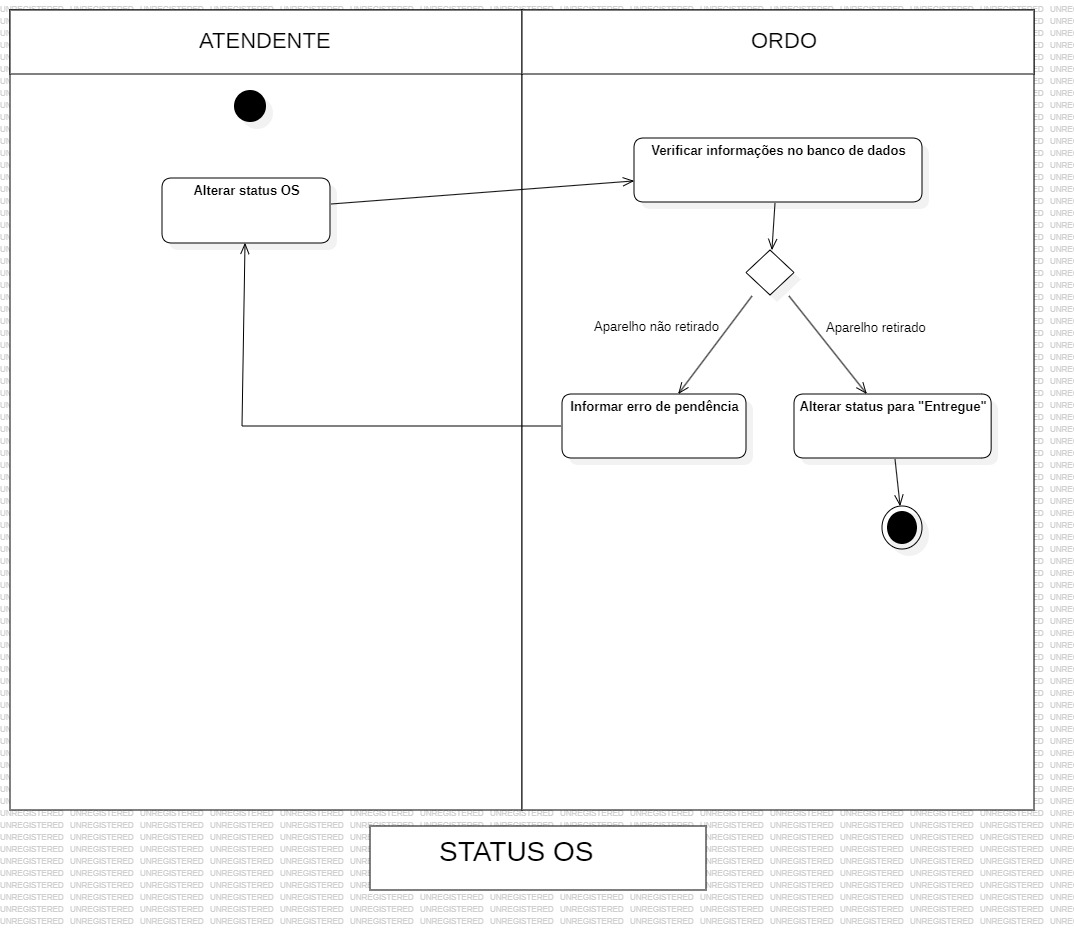 ATENDENTE
ORDO
Verificar informações no banco de dados
Alterar status OS
Aparelho não retirado
Aparelho retirado
Informar erro de pendência
Alterar status para "Entregue"
STATUS OS
UNREGISTERED